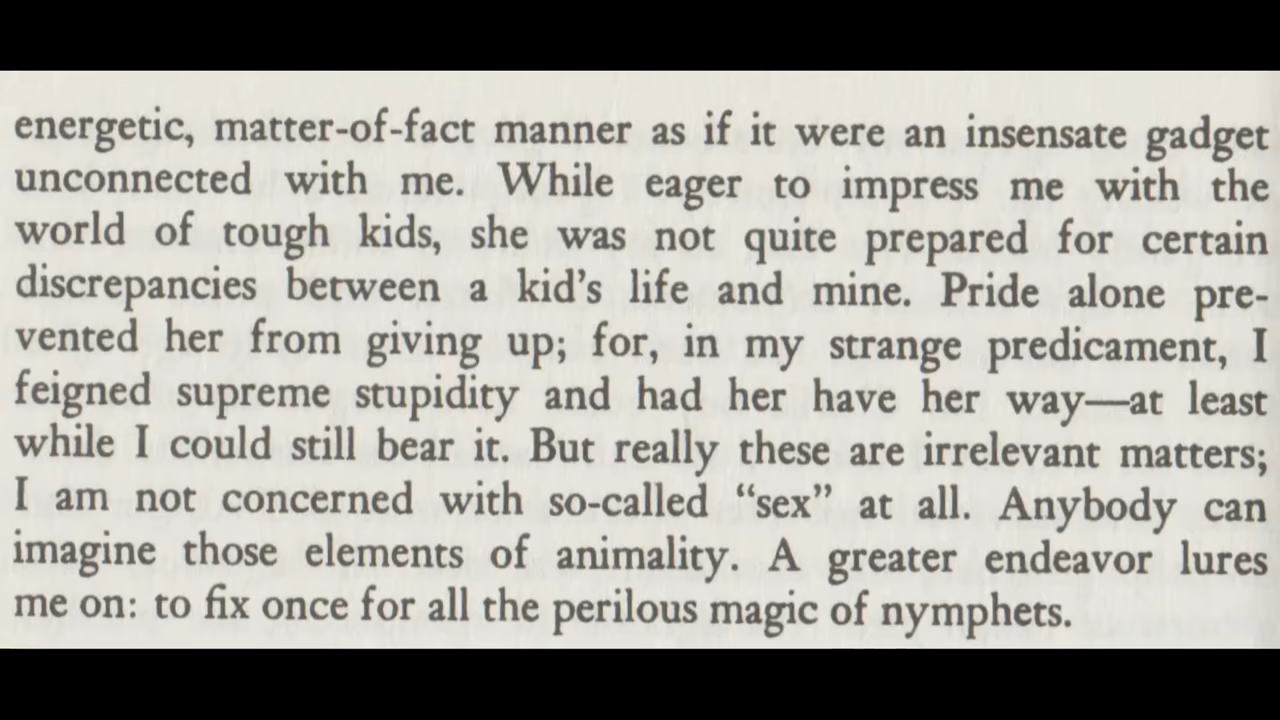 energetic, matter-of-fact manner as if it were an insensate gadget
unconnected with me. While eager to impress me with the
world of tough kids, she was not quite prepared for certain
discrepancies between a kid's life and mine. Pride alone pre-
vented her from giving up; for, in my strange predicament, I
feigned supreme stupidity and had her have her way—at least
while I could still bear it. But really these are irrelevant matters;
I am not concerned with so-called “sex” at all. Anybody can
imagine those elements of animality. A greater endeavor lures
me on: to fix once for all the perilous magic of nymphets.